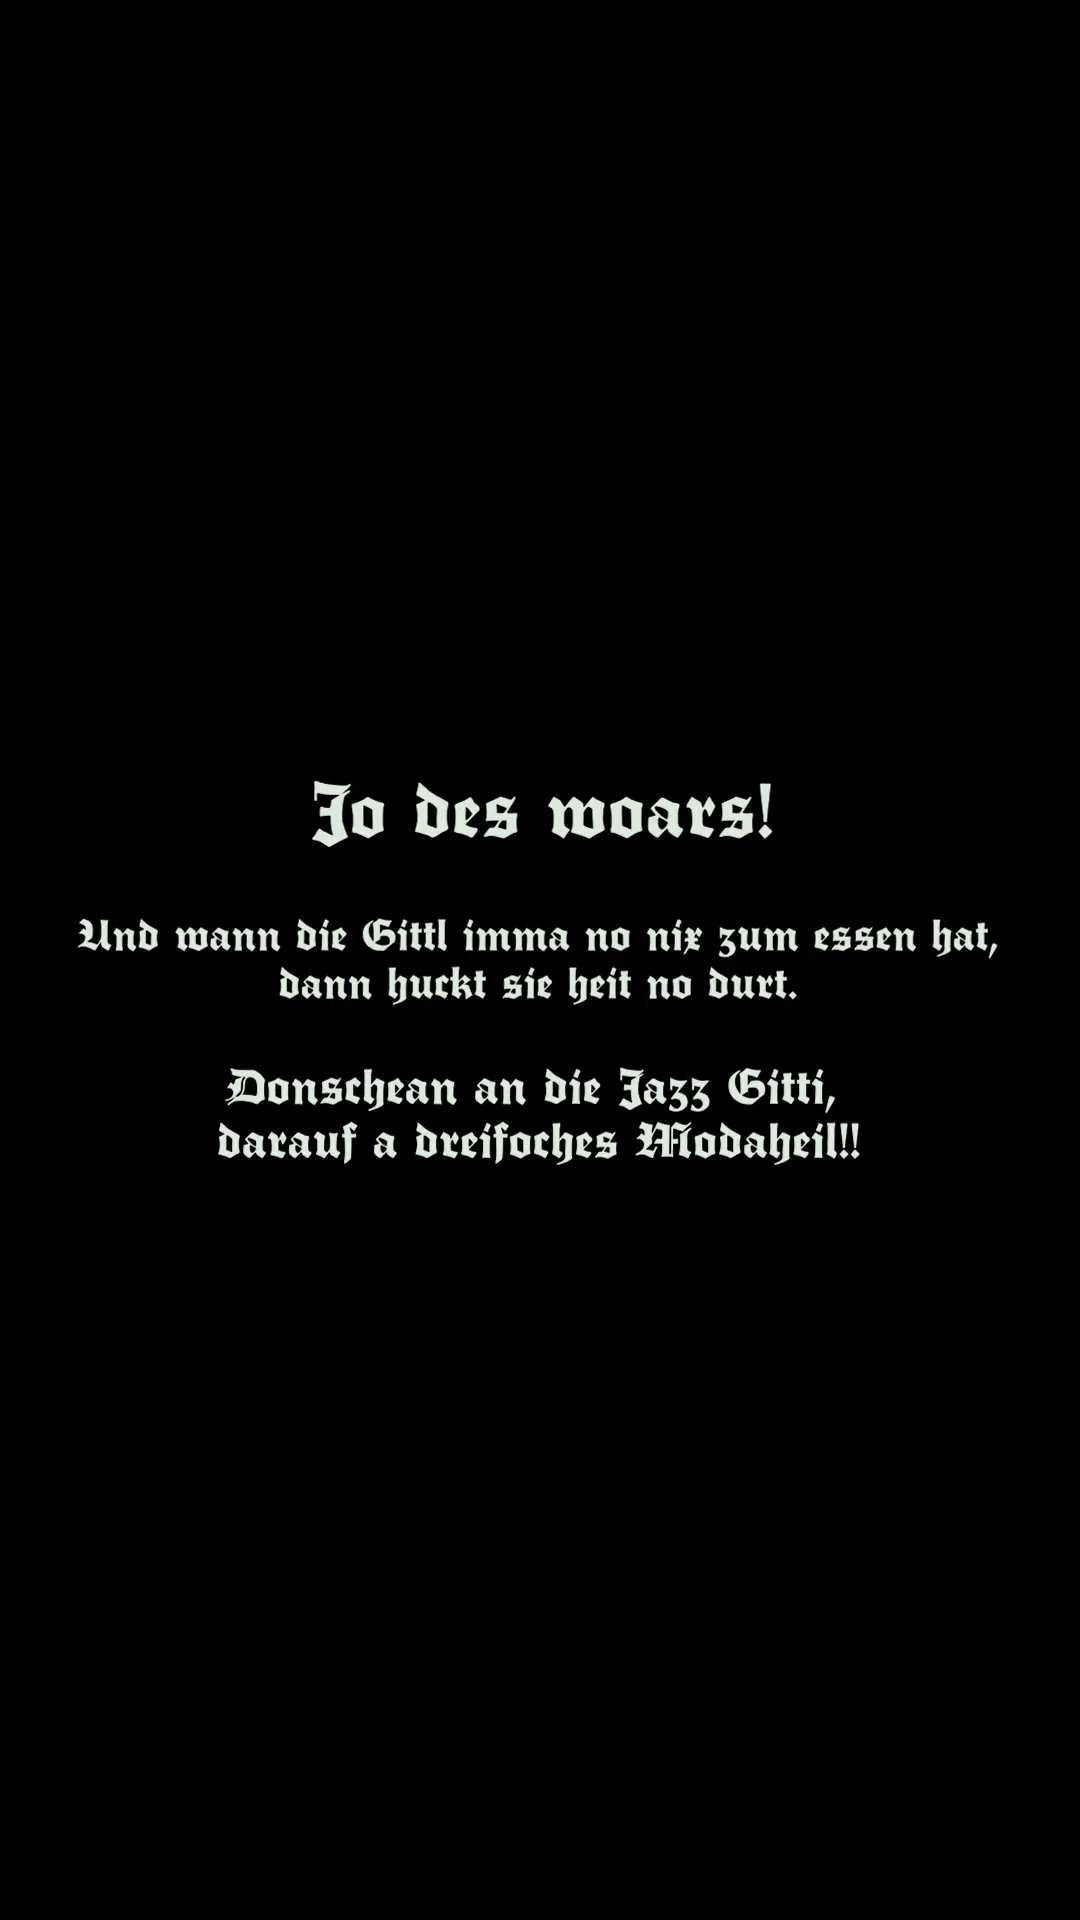 Jo des woars!
Und wann die Gittl imma no nix zum essen hat,
dann huckt sie heit no durt.
Donschean an die Jazz Gitti,
darauf a dreifoches Modaheil!!